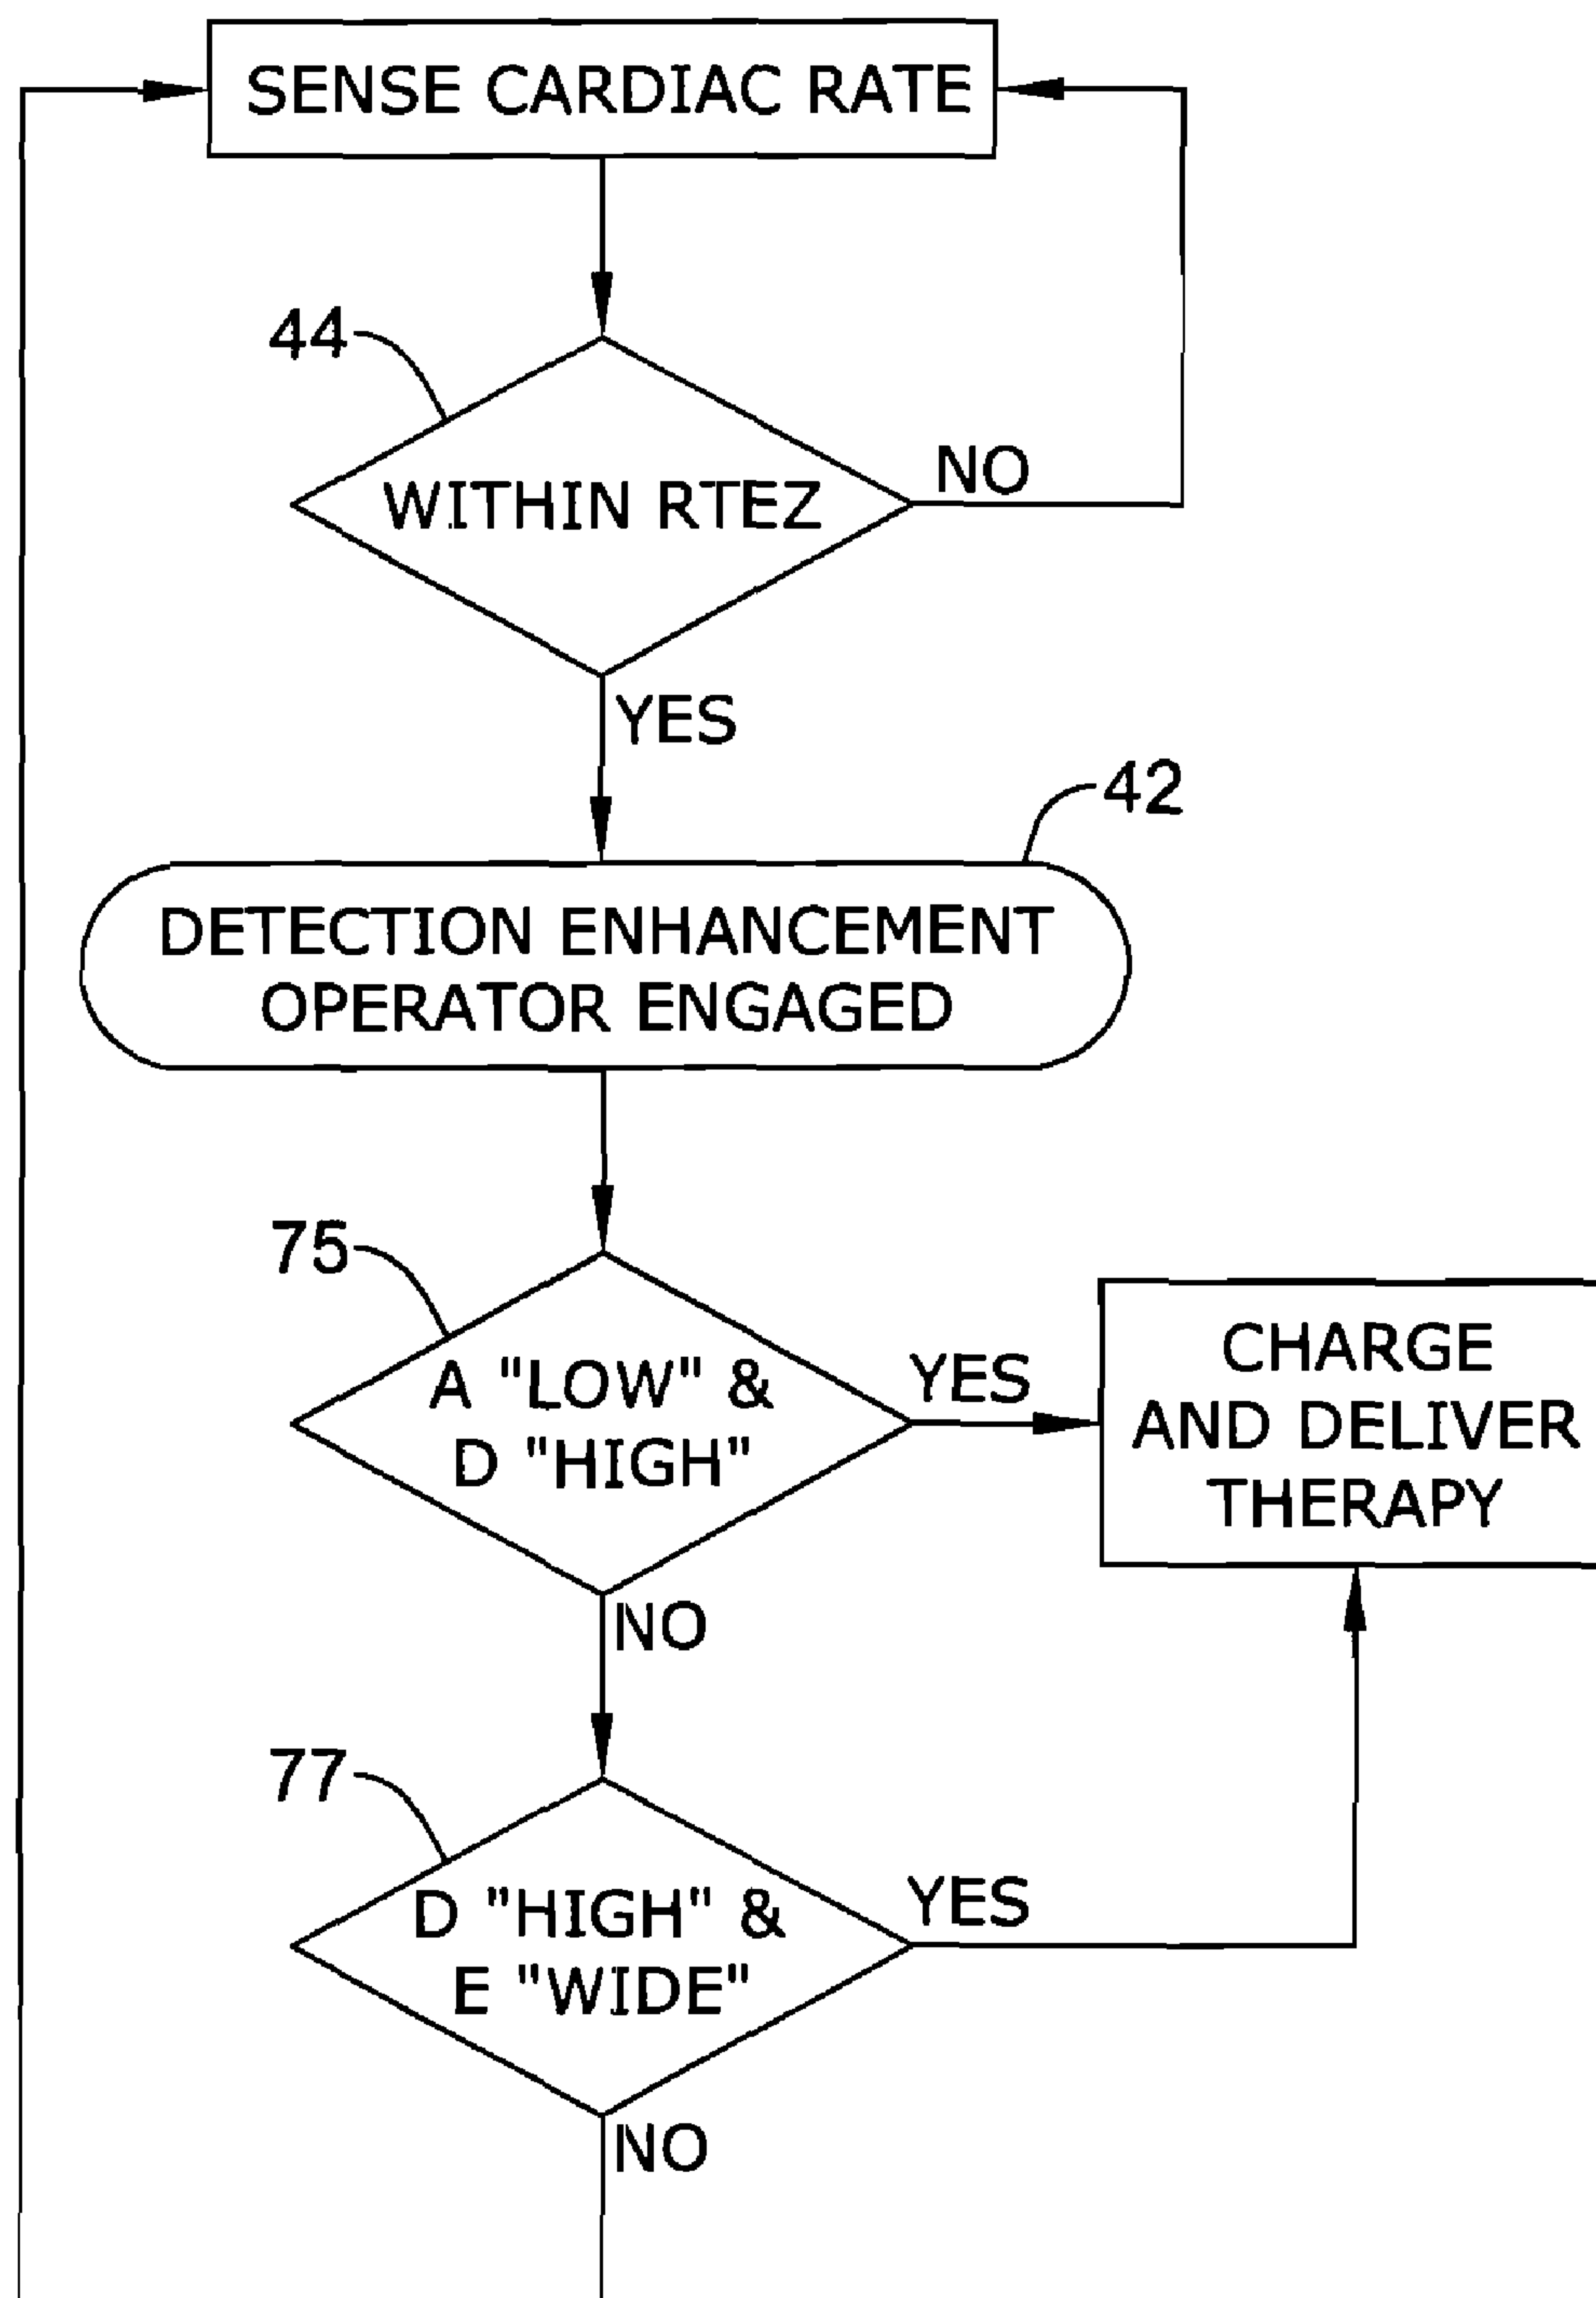 SENSE CARDIAC RATE
44
WITHIN RTEZ
NO
YES
42
DETECTION ENHANCEMENT
OPERATOR ENGAGED
75
A "LOW" &
D "HIGH"
YES
CHARGE
AND DELIVER
THERAPY
NO
77
D "HIGH" &
E "WIDE"
YES
NO